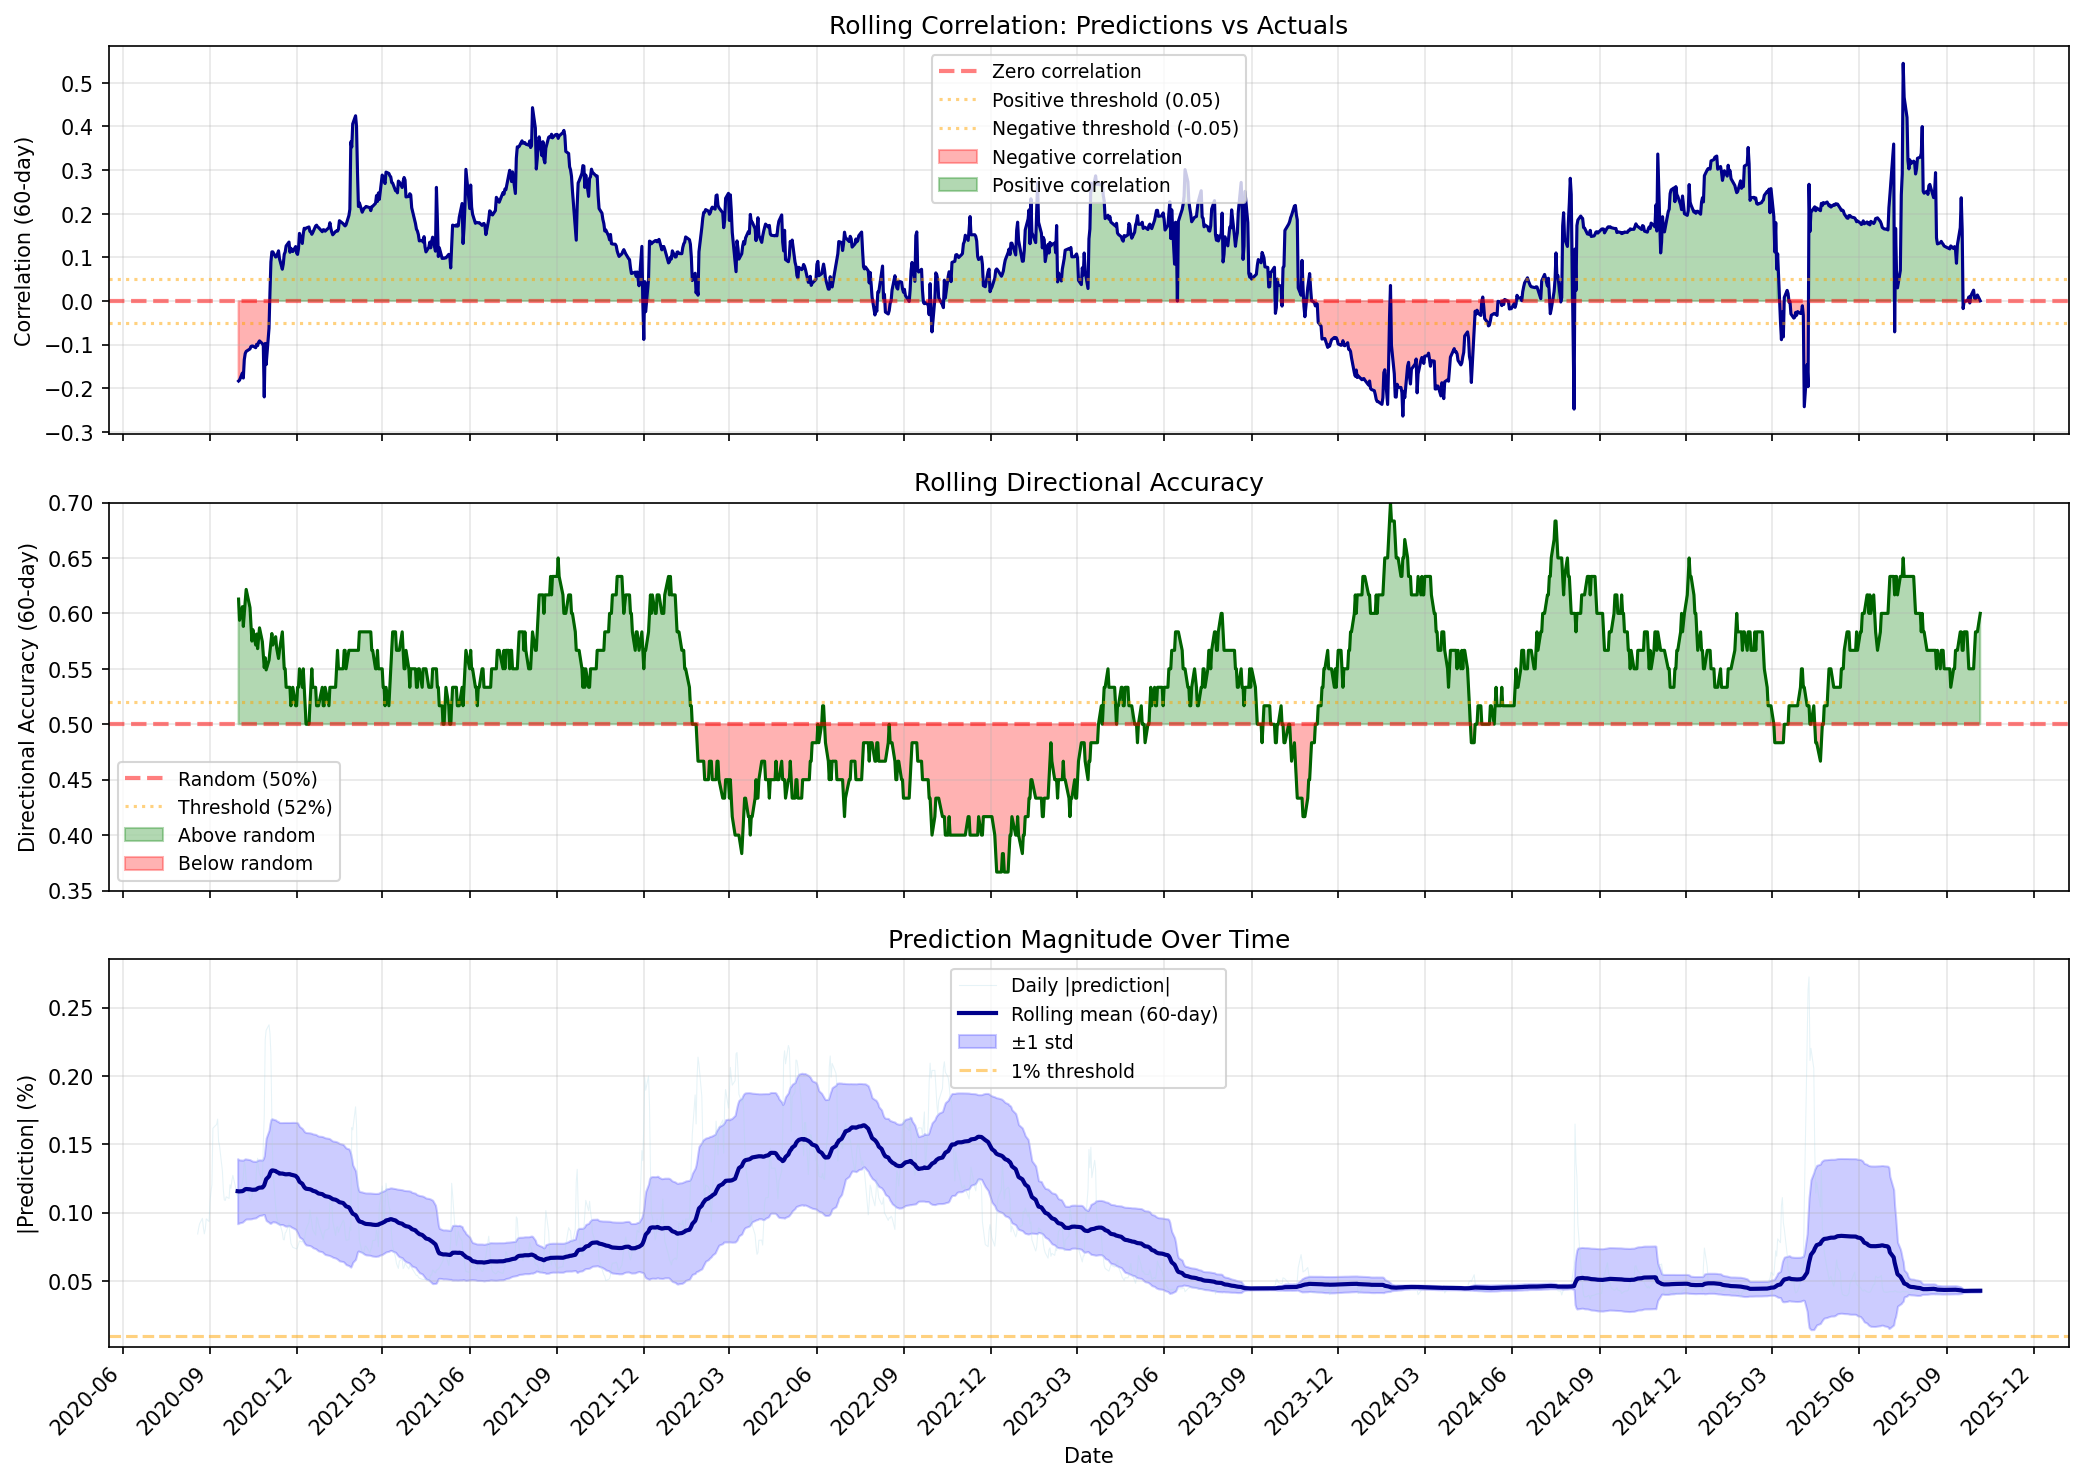 Rolling Correlation: Predictions vs Actuals
Correlation (60-day)
0.5
0.4
0.3
0.2
0.1
0.0
−0.1
−0.2
−0.3
Zero correlation
Positive threshold (0.05)
Negative threshold (-0.05)
Negative correlation
Positive correlation
Rolling Directional Accuracy
Directional Accuracy (60-day)
0.70
0.65
0.60
0.55
0.50
0.45
0.40
0.35
Random (50%)
Threshold (52%)
Above random
Below random
Prediction Magnitude Over Time
|Prediction| (%)
0.25
0.20
0.15
0.10
0.05
Daily |prediction|
Rolling mean (60-day)
±1 std
1% threshold
2020-06
2020-09
2020-12
2021-03
2021-06
2021-09
2021-12
2022-03
2022-06
2022-09
2022-12
2023-03
2023-06
2023-09
2023-12
2024-03
2024-06
2024-09
2024-12
2025-03
2025-06
2025-09
2025-12
Date